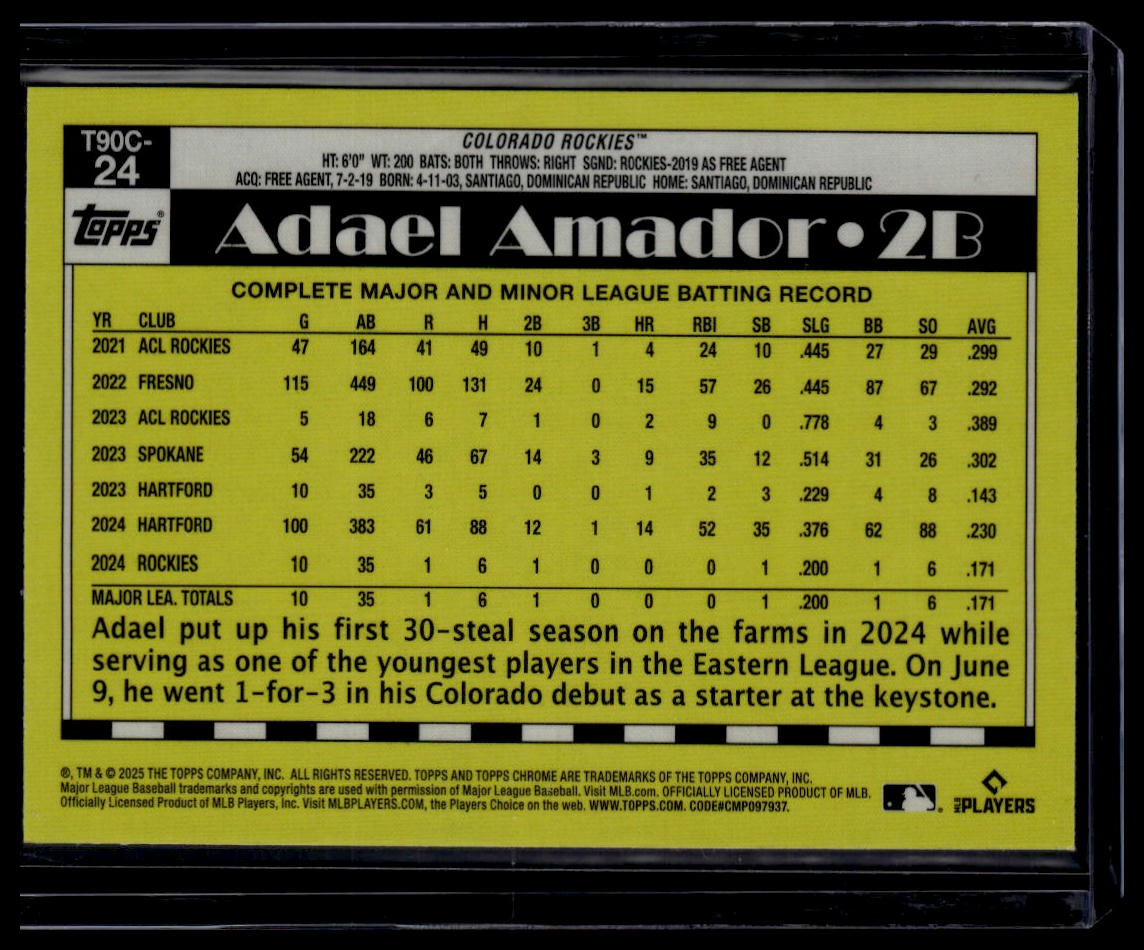 T90C-
24
COLORADO ROCKIES™
HT: 6'0" WT: 200 BATS: BOTH THROWS: RIGHT SGND: ROCKIES-2019 AS FREE AGENT
ACQ: FREE AGENT, 7-2-19 BORN: 4-11-03, SANTIAGO, DOMINICAN REPUBLIC HOME: SANTIAGO, DOMINICAN REPUBLIC
topps®
Adael Amador • 2B
COMPLETE MAJOR AND MINOR LEAGUE BATTING RECORD
YR CLUB G AB R H 2B 3B HR RBI SB SLG BB SO AVG
2021 ACL ROCKIES 47 164 41 49 10 1 4 24 10 .445 27 29 .299
2022 FRESNO 115 449 100 131 24 0 15 57 26 .445 87 67 .292
2023 ACL ROCKIES 5 18 6 7 1 0 2 9 0 .778 4 3 .389
2023 SPOKANE 54 222 46 67 14 3 9 35 12 .514 31 26 .302
2023 HARTFORD 10 35 3 5 0 0 1 2 3 .229 4 8 .143
2024 HARTFORD 100 383 61 88 12 1 14 52 35 .376 62 88 .230
2024 ROCKIES 10 35 1 6 1 0 0 0 1 .200 1 6 .171
MAJOR LEA. TOTALS 10 35 1 6 1 0 0 0 1 .200 1 6 .171
Adael put up his first 30-steal season on the farms in 2024 while
serving as one of the youngest players in the Eastern League. On June
9, he went 1-for-3 in his Colorado debut as a starter at the keystone.
®, TM & © 2025 THE TOPPS COMPANY, INC. ALL RIGHTS RESERVED. TOPPS AND TOPPS CHROME ARE TRADEMARKS OF THE TOPPS COMPANY, INC.
Major League Baseball trademarks and copyrights are used with permission of Major League Baseball. Visit MLB.com. OFFICIALLY LICENSED PRODUCT OF MLB.
Officially Licensed Product of MLB Players, Inc. Visit MLBPLAYERS.COM, the Players Choice on the web. WWW.TOPPS.COM. CODE#CMP097937.
MLB PLAYERS